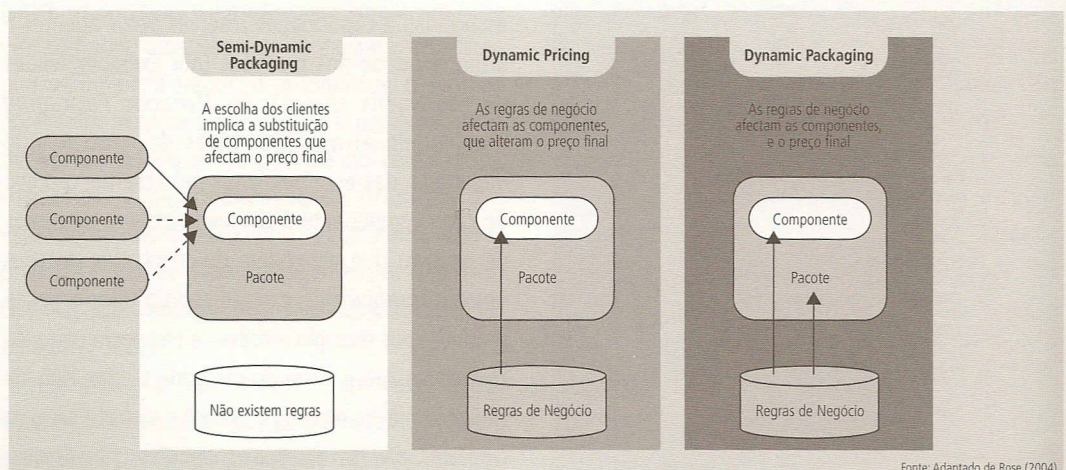 Semi-Dynamic
Packaging
A escolha dos clientes
implica a substituição
de componentes que
afectam o preço final
Componente
Componente
Componente
Componente
Pacote
Não existem regras
Dynamic Pricing
As regras de negócio
afectam as componentes,
que alteram o preço final
Componente
Pacote
Regras de Negócio
Dynamic Packaging
As regras de negócio
afectam as componentes,
e o preço final
Componente
Pacote
Regras de Negócio
Fonte: Adaptado de Rose (2004)